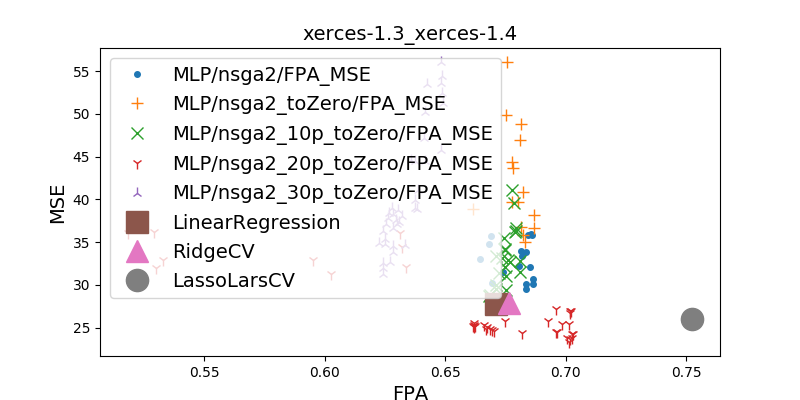 xerces-1.3_xerces-1.4
MLP/nsga2/FPA_MSE
MLP/nsga2_toZero/FPA_MSE
MLP/nsga2_10p_toZero/FPA_MSE
MLP/nsga2_20p_toZero/FPA_MSE
MLP/nsga2_30p_toZero/FPA_MSE
LinearRegression
RidgeCV
LassoLarsCV
MSE
55
50
45
40
35
30
25
0.55 0.60 0.65 0.70 0.75
FPA